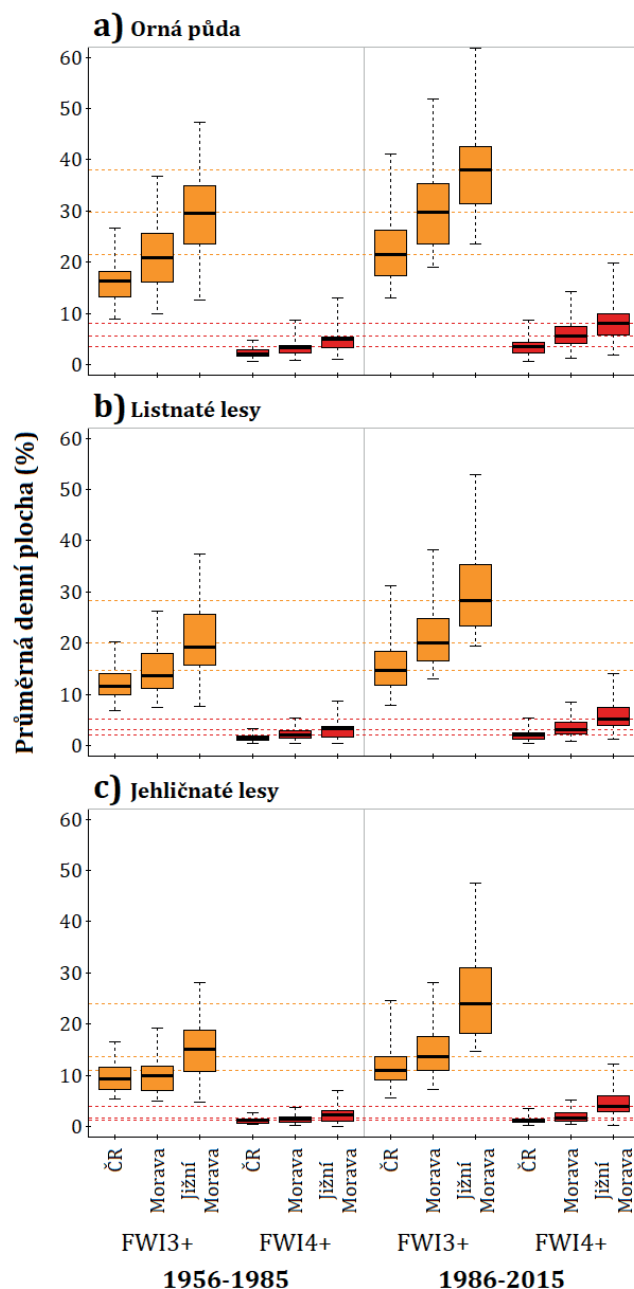 a) Orná půda
60
50
40
30
20
10
0
b) Listnaté lesy
60
50
40
30
20
10
0
Průměrná denní plocha (%)
c) Jehličnaté lesy
60
50
40
30
20
10
0
ČR
Morava
Jižní
Morava
ČR
Morava
Jižní
Morava
ČR
Morava
Jižní
Morava
ČR
Morava
Jižní
Morava
FWI3+ FWI4+ FWI3+ FWI4+
1956-1985 1986-2015